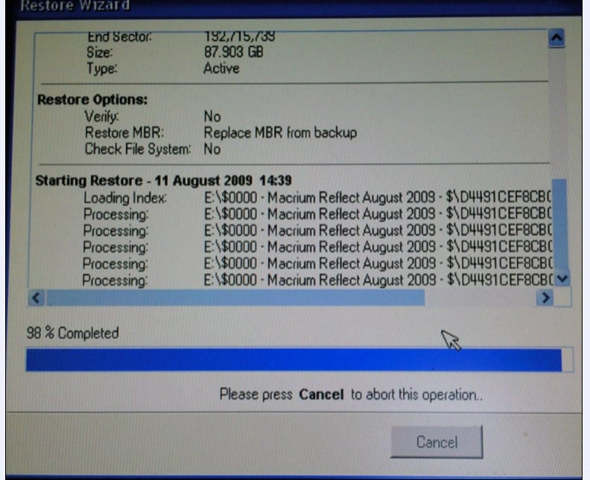 Restore Wizard
End Sector: 192,715,739
Size: 87.903 GB
Type: Active
Restore Options:
Verify: No
Restore MBR: Replace MBR from backup
Check File System: No
Starting Restore - 11 August 2009 14:39
Loading Index: E:\$0000 - Macrium Reflect August 2009 - $\D4491CEF8CB0
Processing: E:\$0000 - Macrium Reflect August 2009 - $\D4491CEF8CB0
Processing: E:\$0000 - Macrium Reflect August 2009 - $\D4491CEF8CB0
Processing: E:\$0000 - Macrium Reflect August 2009 - $\D4491CEF8CB0
Processing: E:\$0000 - Macrium Reflect August 2009 - $\D4491CEF8CB0
Processing: E:\$0000 - Macrium Reflect August 2009 - $\D4491CEF8CB0
98 % Completed
Please press Cancel to abort this operation..
Cancel